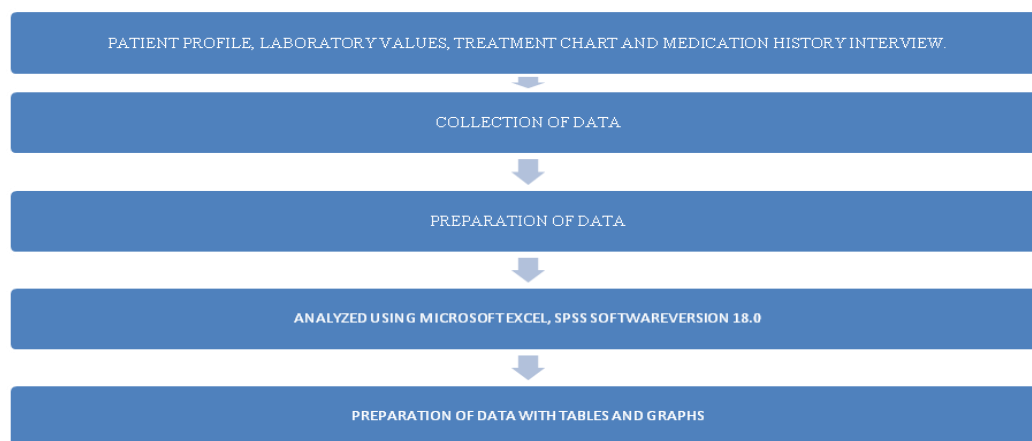 PATIENT PROFILE, LABORATORY VALUES, TREATMENT CHART AND MEDICATION HISTORY INTERVIEW.
COLLECTION OF DATA
PREPARATION OF DATA
ANALYZED USING MICROSOFT EXCEL, SPSS SOFTWAREVERSION 18.0
PREPARATION OF DATA WITH TABLES AND GRAPHS